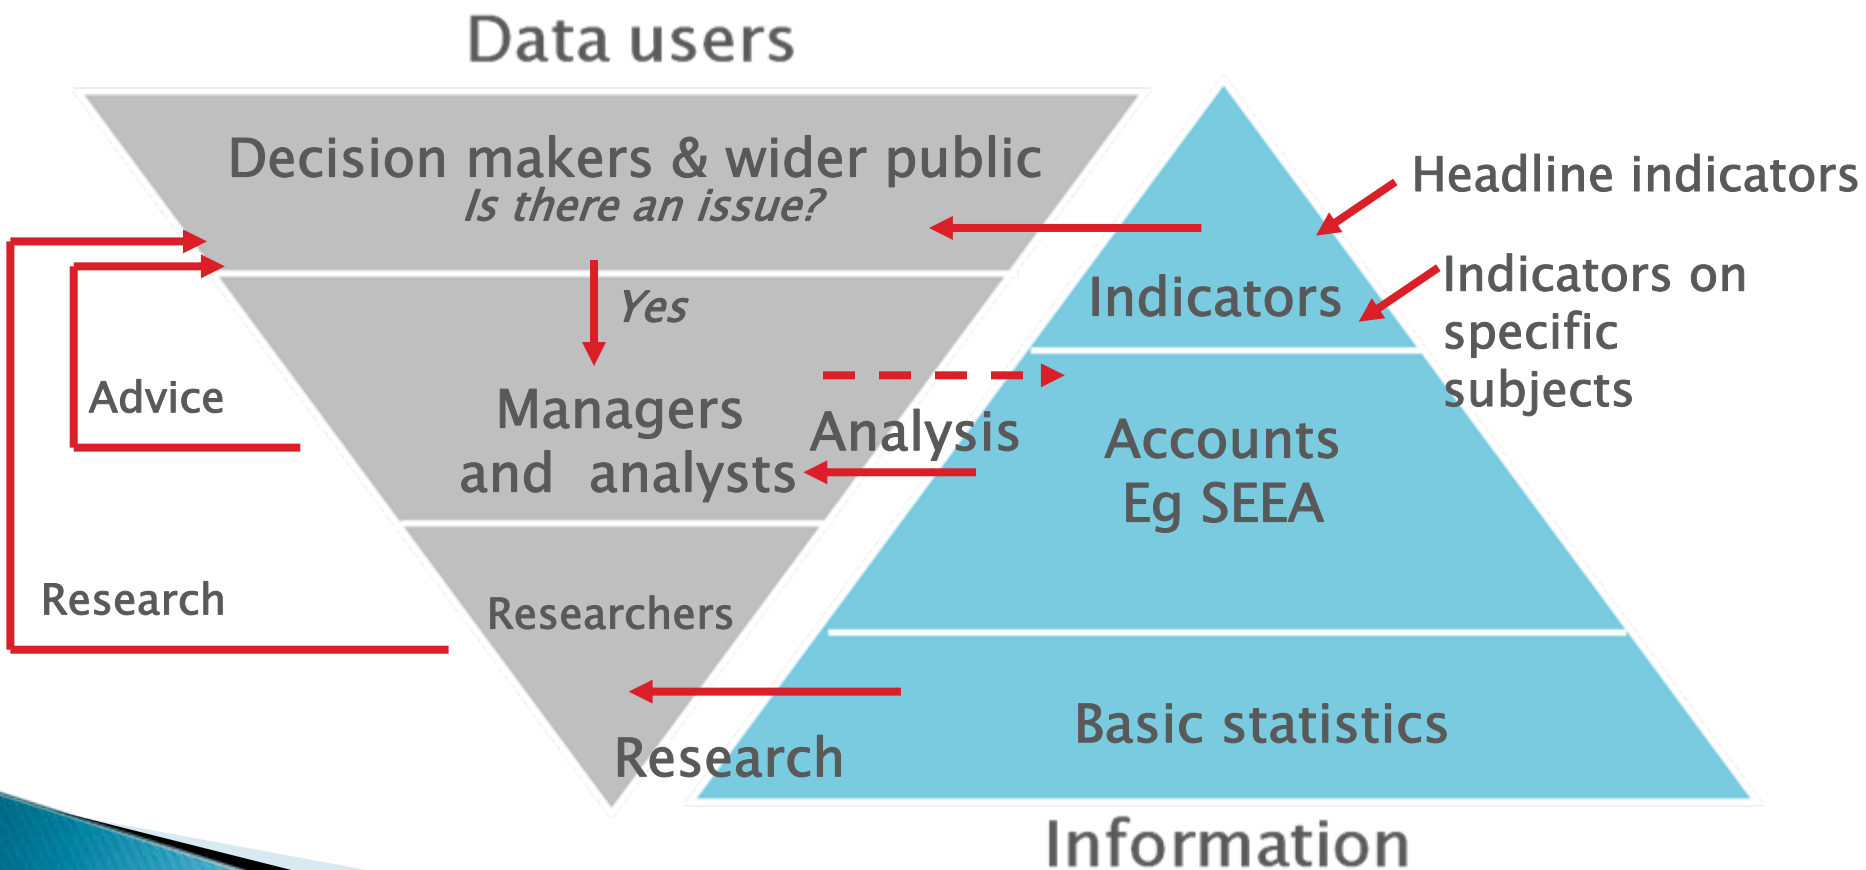 Data users
Decision makers & wider public
Is there an issue?
Yes
Managers
and analysts
Researchers
Advice
Research
Analysis
Research
Headline indicators
Indicators on
specific
subjects
Indicators
Accounts
Eg SEEA
Basic statistics
Information